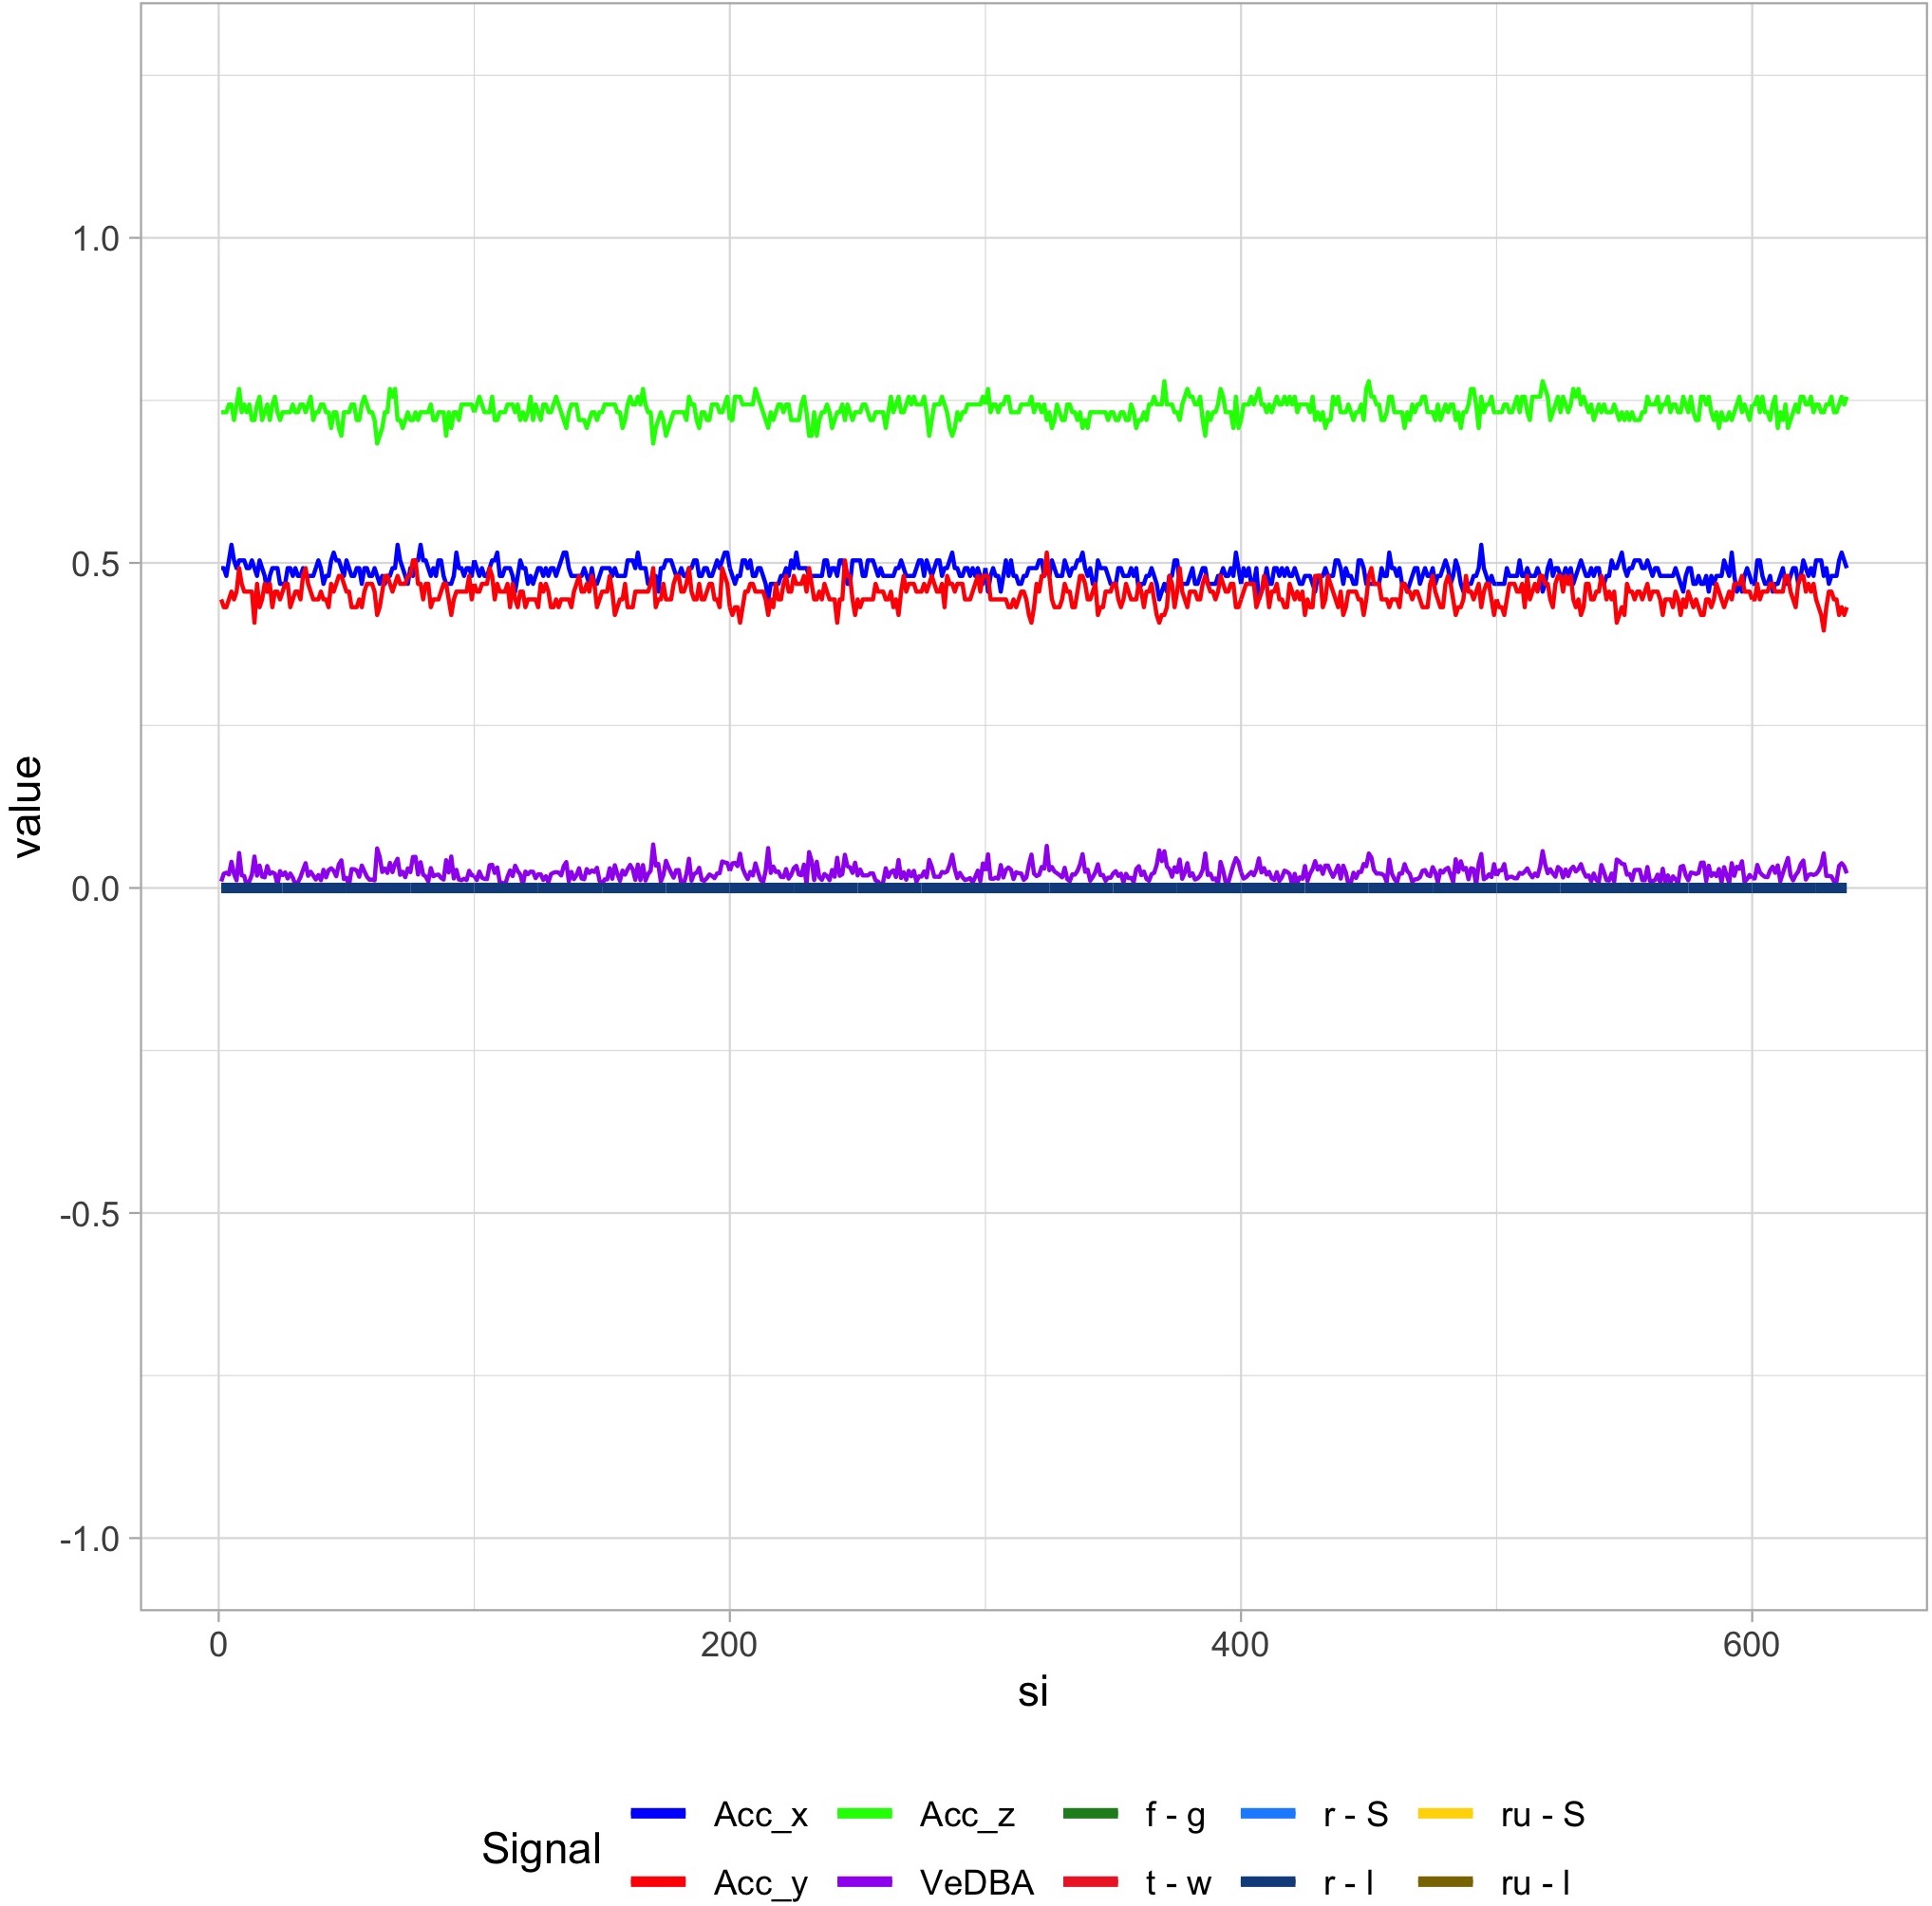 1.0
0.5
0.0
-0.5
-1.0
value
0 200 400 600
si
Signal
Acc_x Acc_z f - g r - S ru - S
Acc_y VeDBA t - w r - l ru - l